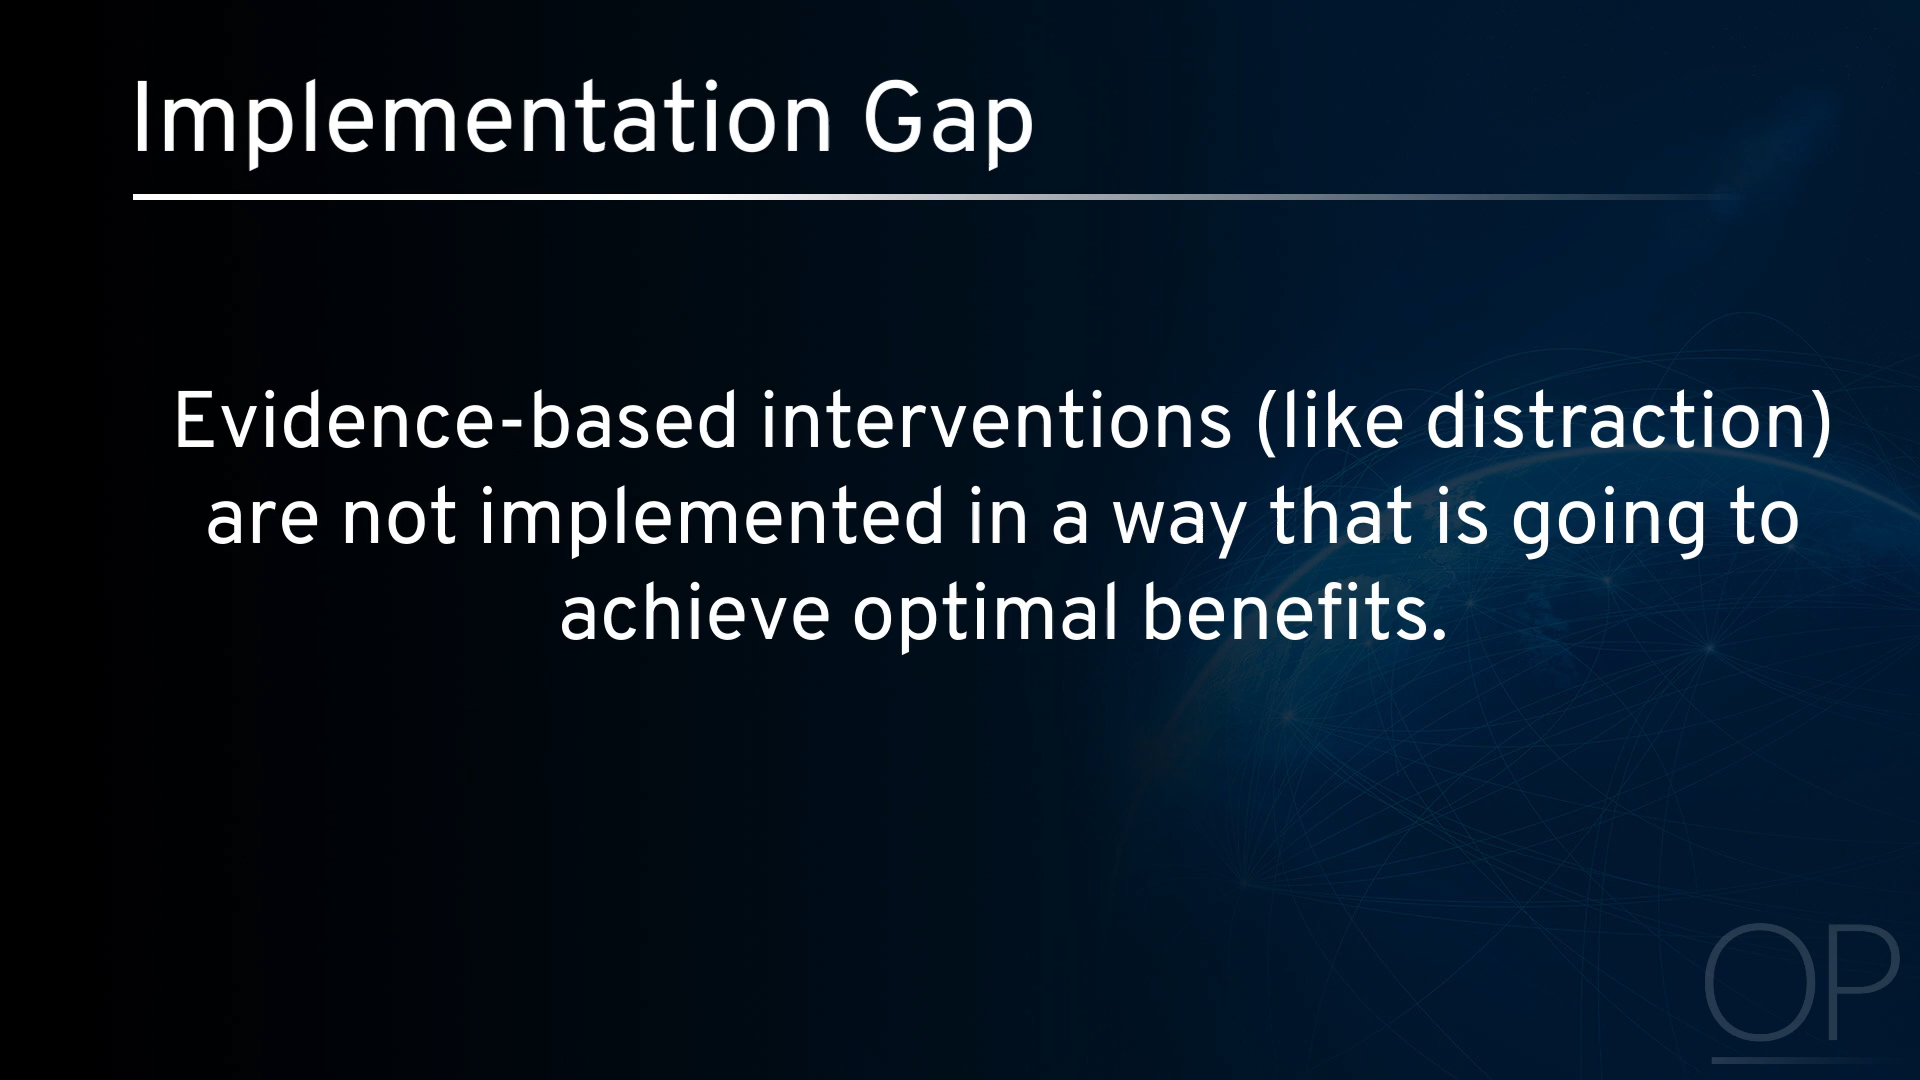 Implementation Gap
Evidence-based interventions (like distraction)
are not implemented in a way that is going to
achieve optimal benefits.
OP